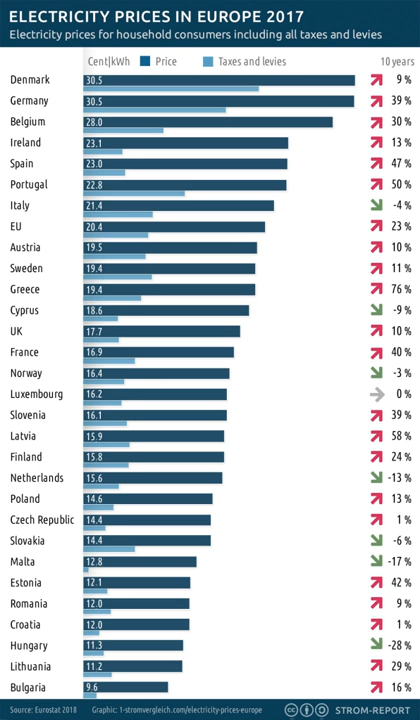 ELECTRICITY PRICES IN EUROPE 2017
Electricity prices for household consumers including all taxes and levies
Cent|kWh Price Taxes and levies 10 years
Denmark 30.5 9 %
Germany 30.5 39 %
Belgium 28.0 30 %
Ireland 23.1 13 %
Spain 23.0 47 %
Portugal 22.8 50 %
Italy 21.4 -4 %
EU 20.4 23 %
Austria 19.5 10 %
Sweden 19.4 11 %
Greece 19.4 76 %
Cyprus 18.6 -9 %
UK 17.7 10 %
France 16.9 40 %
Norway 16.4 -3 %
Luxembourg 16.2 0 %
Slovenia 16.1 39 %
Latvia 15.9 58 %
Finland 15.8 24 %
Netherlands 15.6 -13 %
Poland 14.6 13 %
Czech Republic 14.4 1 %
Slovakia 14.4 -6 %
Malta 12.8 -17 %
Estonia 12.1 42 %
Romania 12.0 9 %
Croatia 12.0 1 %
Hungary 11.3 -28 %
Lithuania 11.2 29 %
Bulgaria 9.6 16 %
Source: Eurostat 2018 Graphic: 1-stromvergleich.com/electricity-prices-europe cc STROM-REPORT